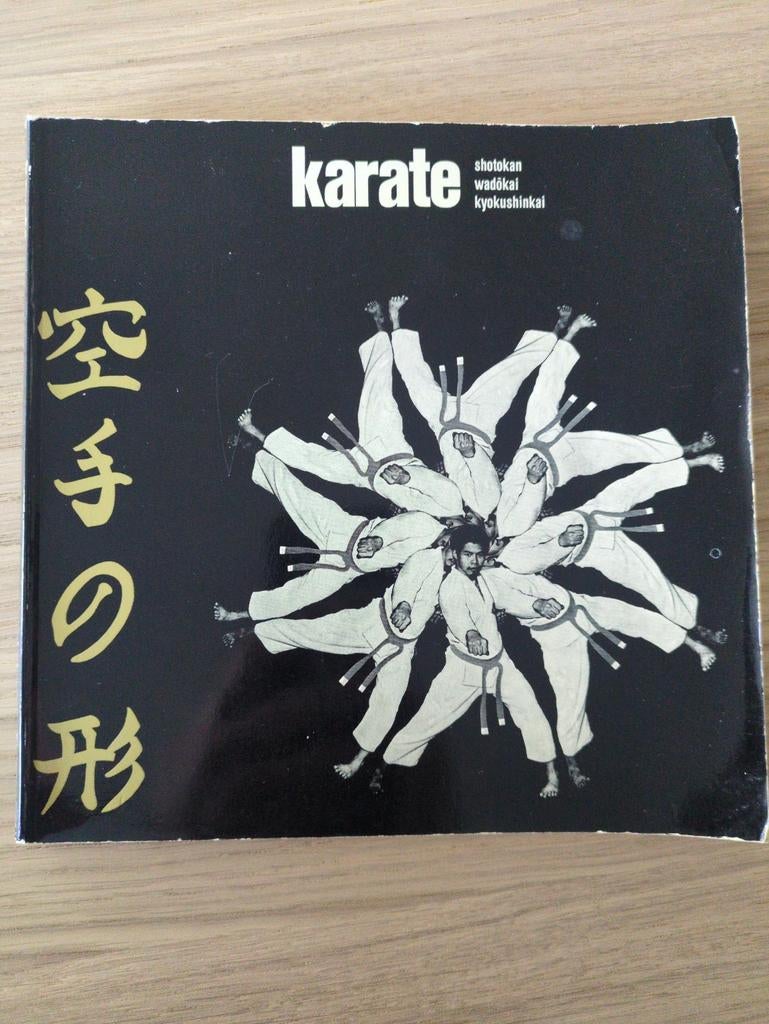 karate
shotokan
wadōkai
kyokushinkai
空手の形